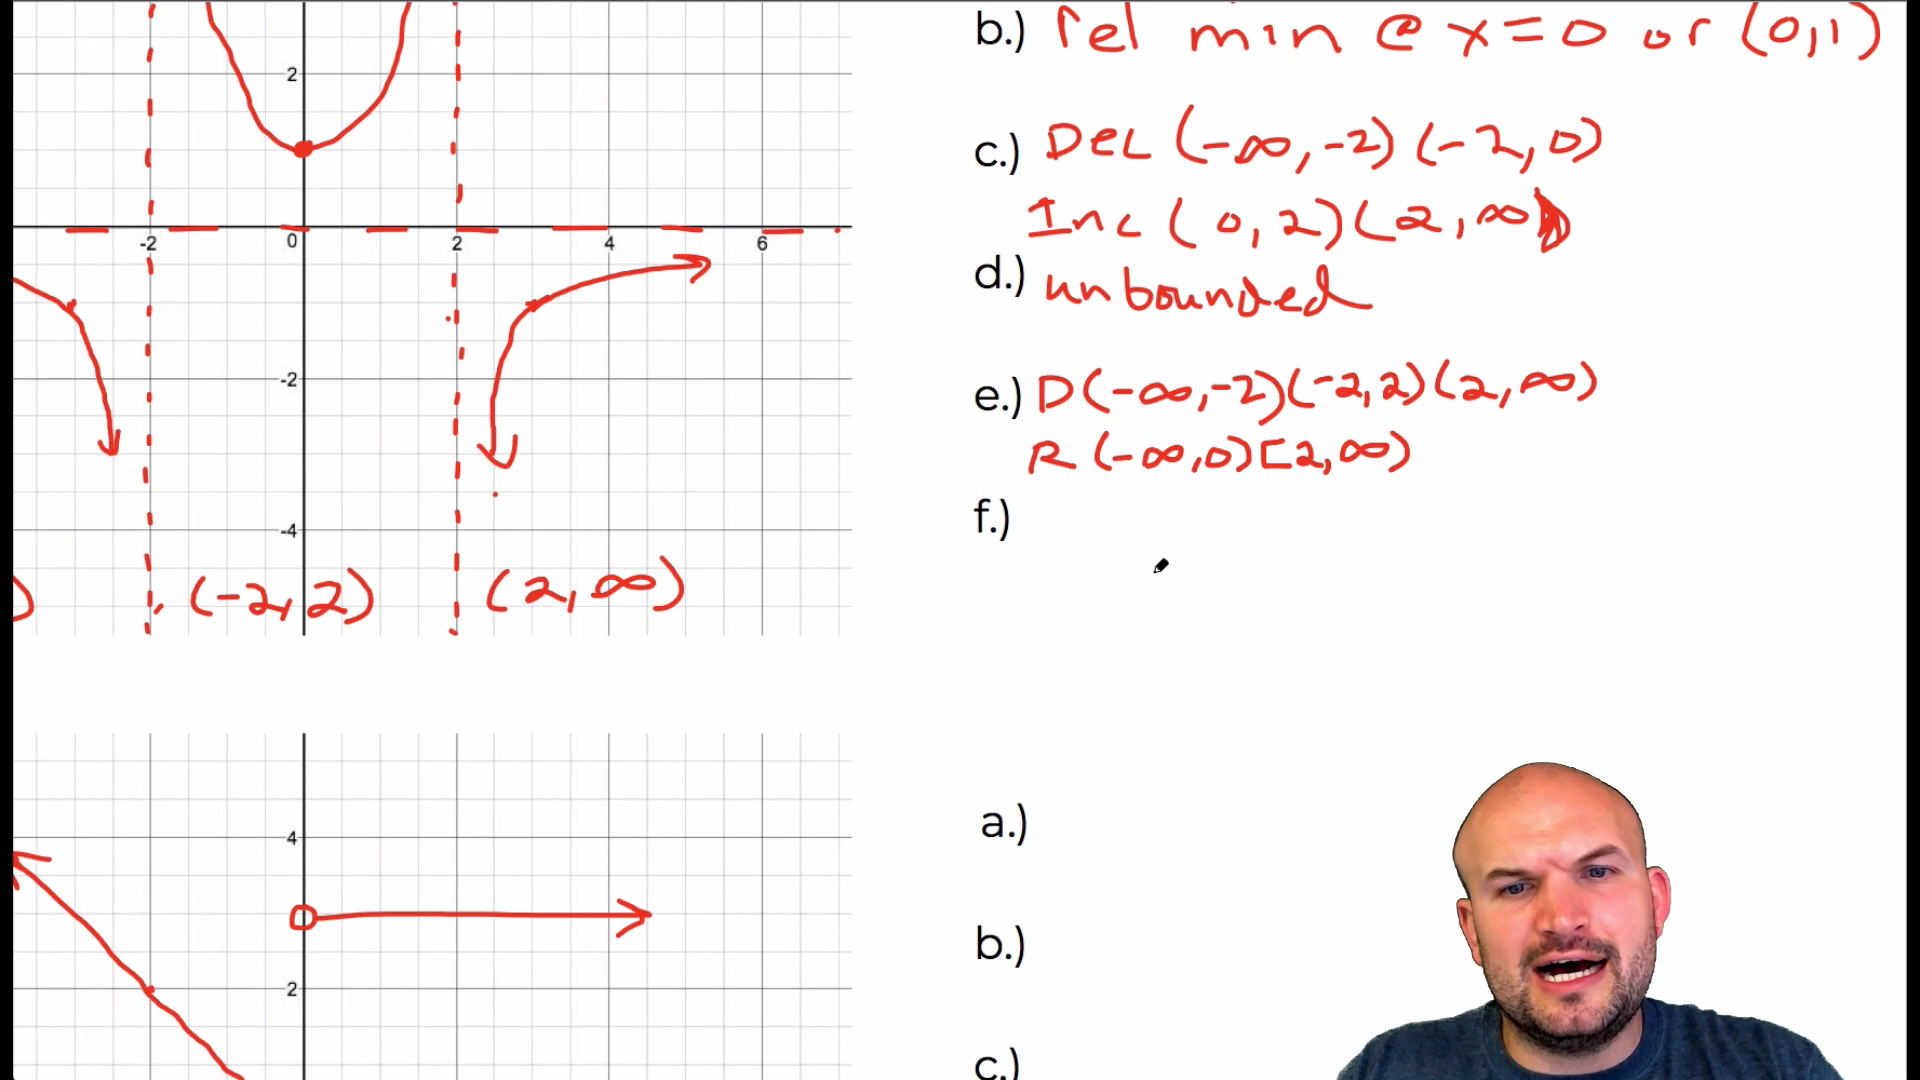 b.) rel min @ x=0 or (0,1)
c.) Dec (-∞,-2)(-2,0)
Inc (0,2)(2,∞)
d.) unbounded
e.) D(-∞,-2)(-2,2)(2,∞)
R (-∞,0)[2,∞)
f.)
2
-2
0
2
4
6
-2
-4
) (-2,2) (2,∞)
4
2
a.)
b.)
c.)